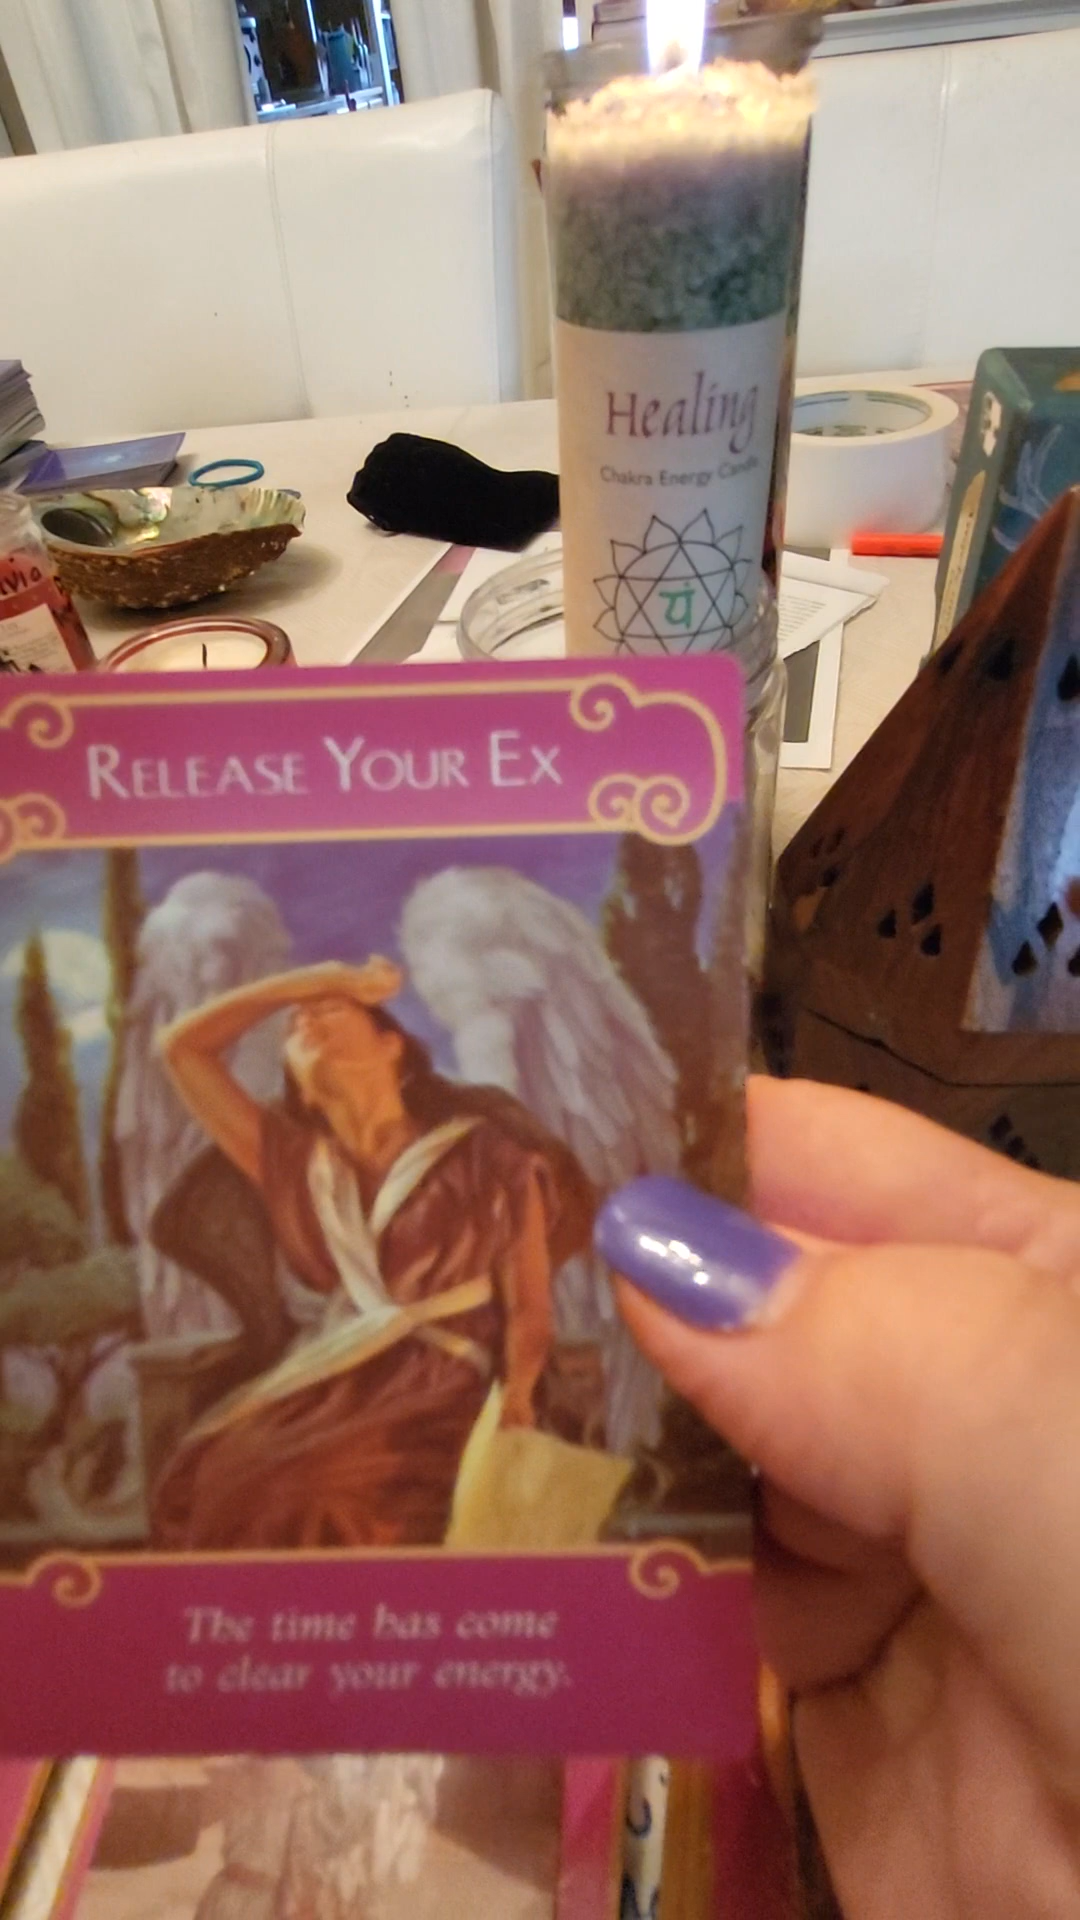 Healing
Chakra Energy Candle
यं
RELEASE YOUR EX
The time has come
to clear your energy.